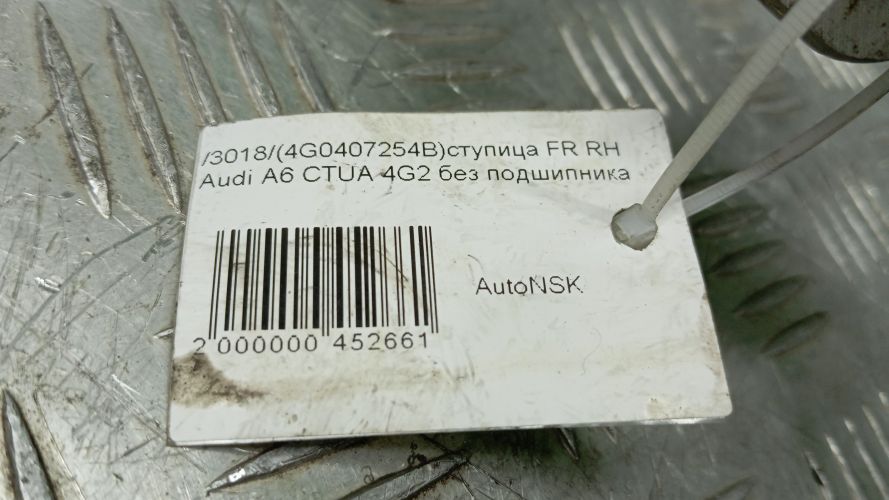 /3018/(4G0407254B)ступица FR RH
Audi A6 CTUA 4G2 без подшипника
AutoNSK
2 000000 452661